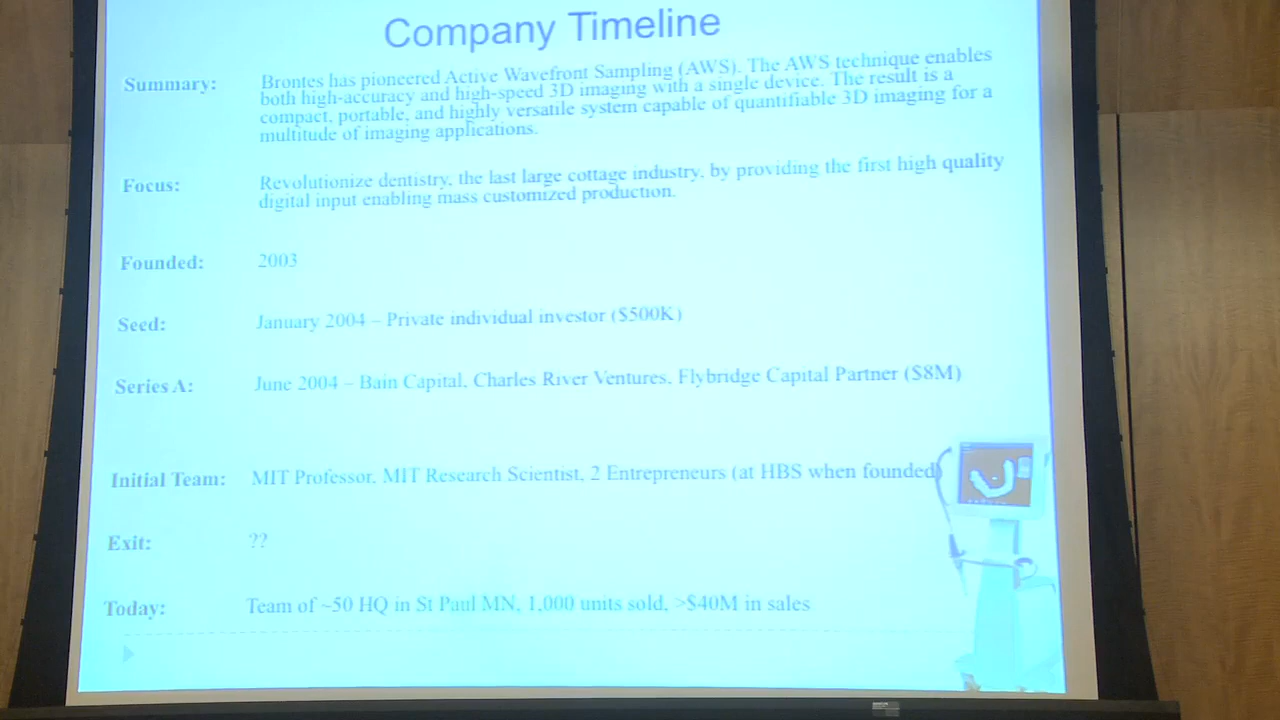 Company Timeline
Summary: Brontes has pioneered Active Wavefront Sampling (AWS). The AWS technique enables
both high-accuracy and high-speed 3D imaging with a single device. The result is a
compact, portable, and highly versatile system capable of quantifiable 3D imaging for a
multitude of imaging applications.
Focus: Revolutionize dentistry, the last large cottage industry, by providing the first high quality
digital input enabling mass customized production.
Founded: 2003
Seed: January 2004 – Private individual investor ($500K)
Series A: June 2004 – Bain Capital, Charles River Ventures, Flybridge Capital Partner ($8M)
Initial Team: MIT Professor, MIT Research Scientist, 2 Entrepreneurs (at HBS when founded)
Exit: ??
Today: Team of ~50 HQ in St Paul MN, 1,000 units sold, >$40M in sales